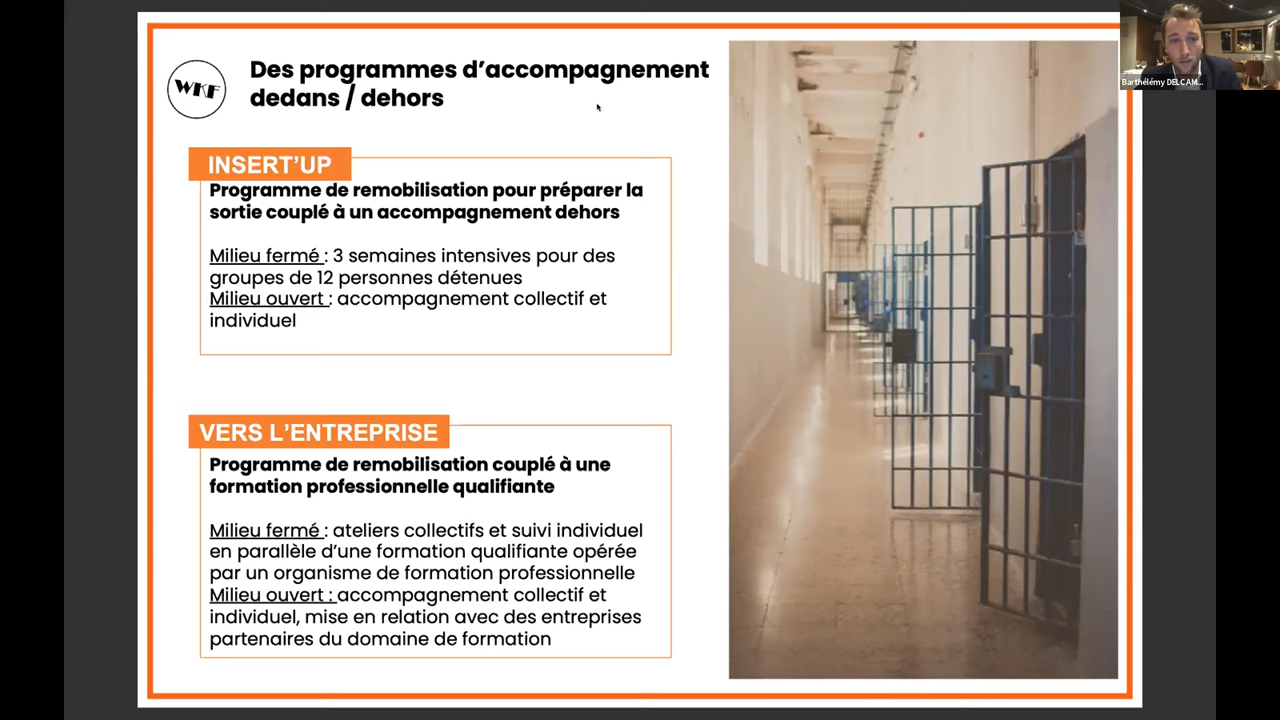 WKF
Des programmes d’accompagnement
dedans / dehors
INSERT’UP
Programme de remobilisation pour préparer la
sortie couplé à un accompagnement dehors
Milieu fermé : 3 semaines intensives pour des
groupes de 12 personnes détenues
Milieu ouvert : accompagnement collectif et
individuel
VERS L’ENTREPRISE
Programme de remobilisation couplé à une
formation professionnelle qualifiante
Milieu fermé : ateliers collectifs et suivi individuel
en parallèle d’une formation qualifiante opérée
par un organisme de formation professionnelle
Milieu ouvert : accompagnement collectif et
individuel, mise en relation avec des entreprises
partenaires du domaine de formation
Barthélémy DELCAM...